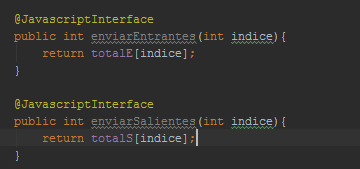 @JavascriptInterface
public int enviarEntrantes(int indice){
    return totalE[indice];
}
@JavascriptInterface
public int enviarSalientes(int indice){
    return totalS[indice];
}